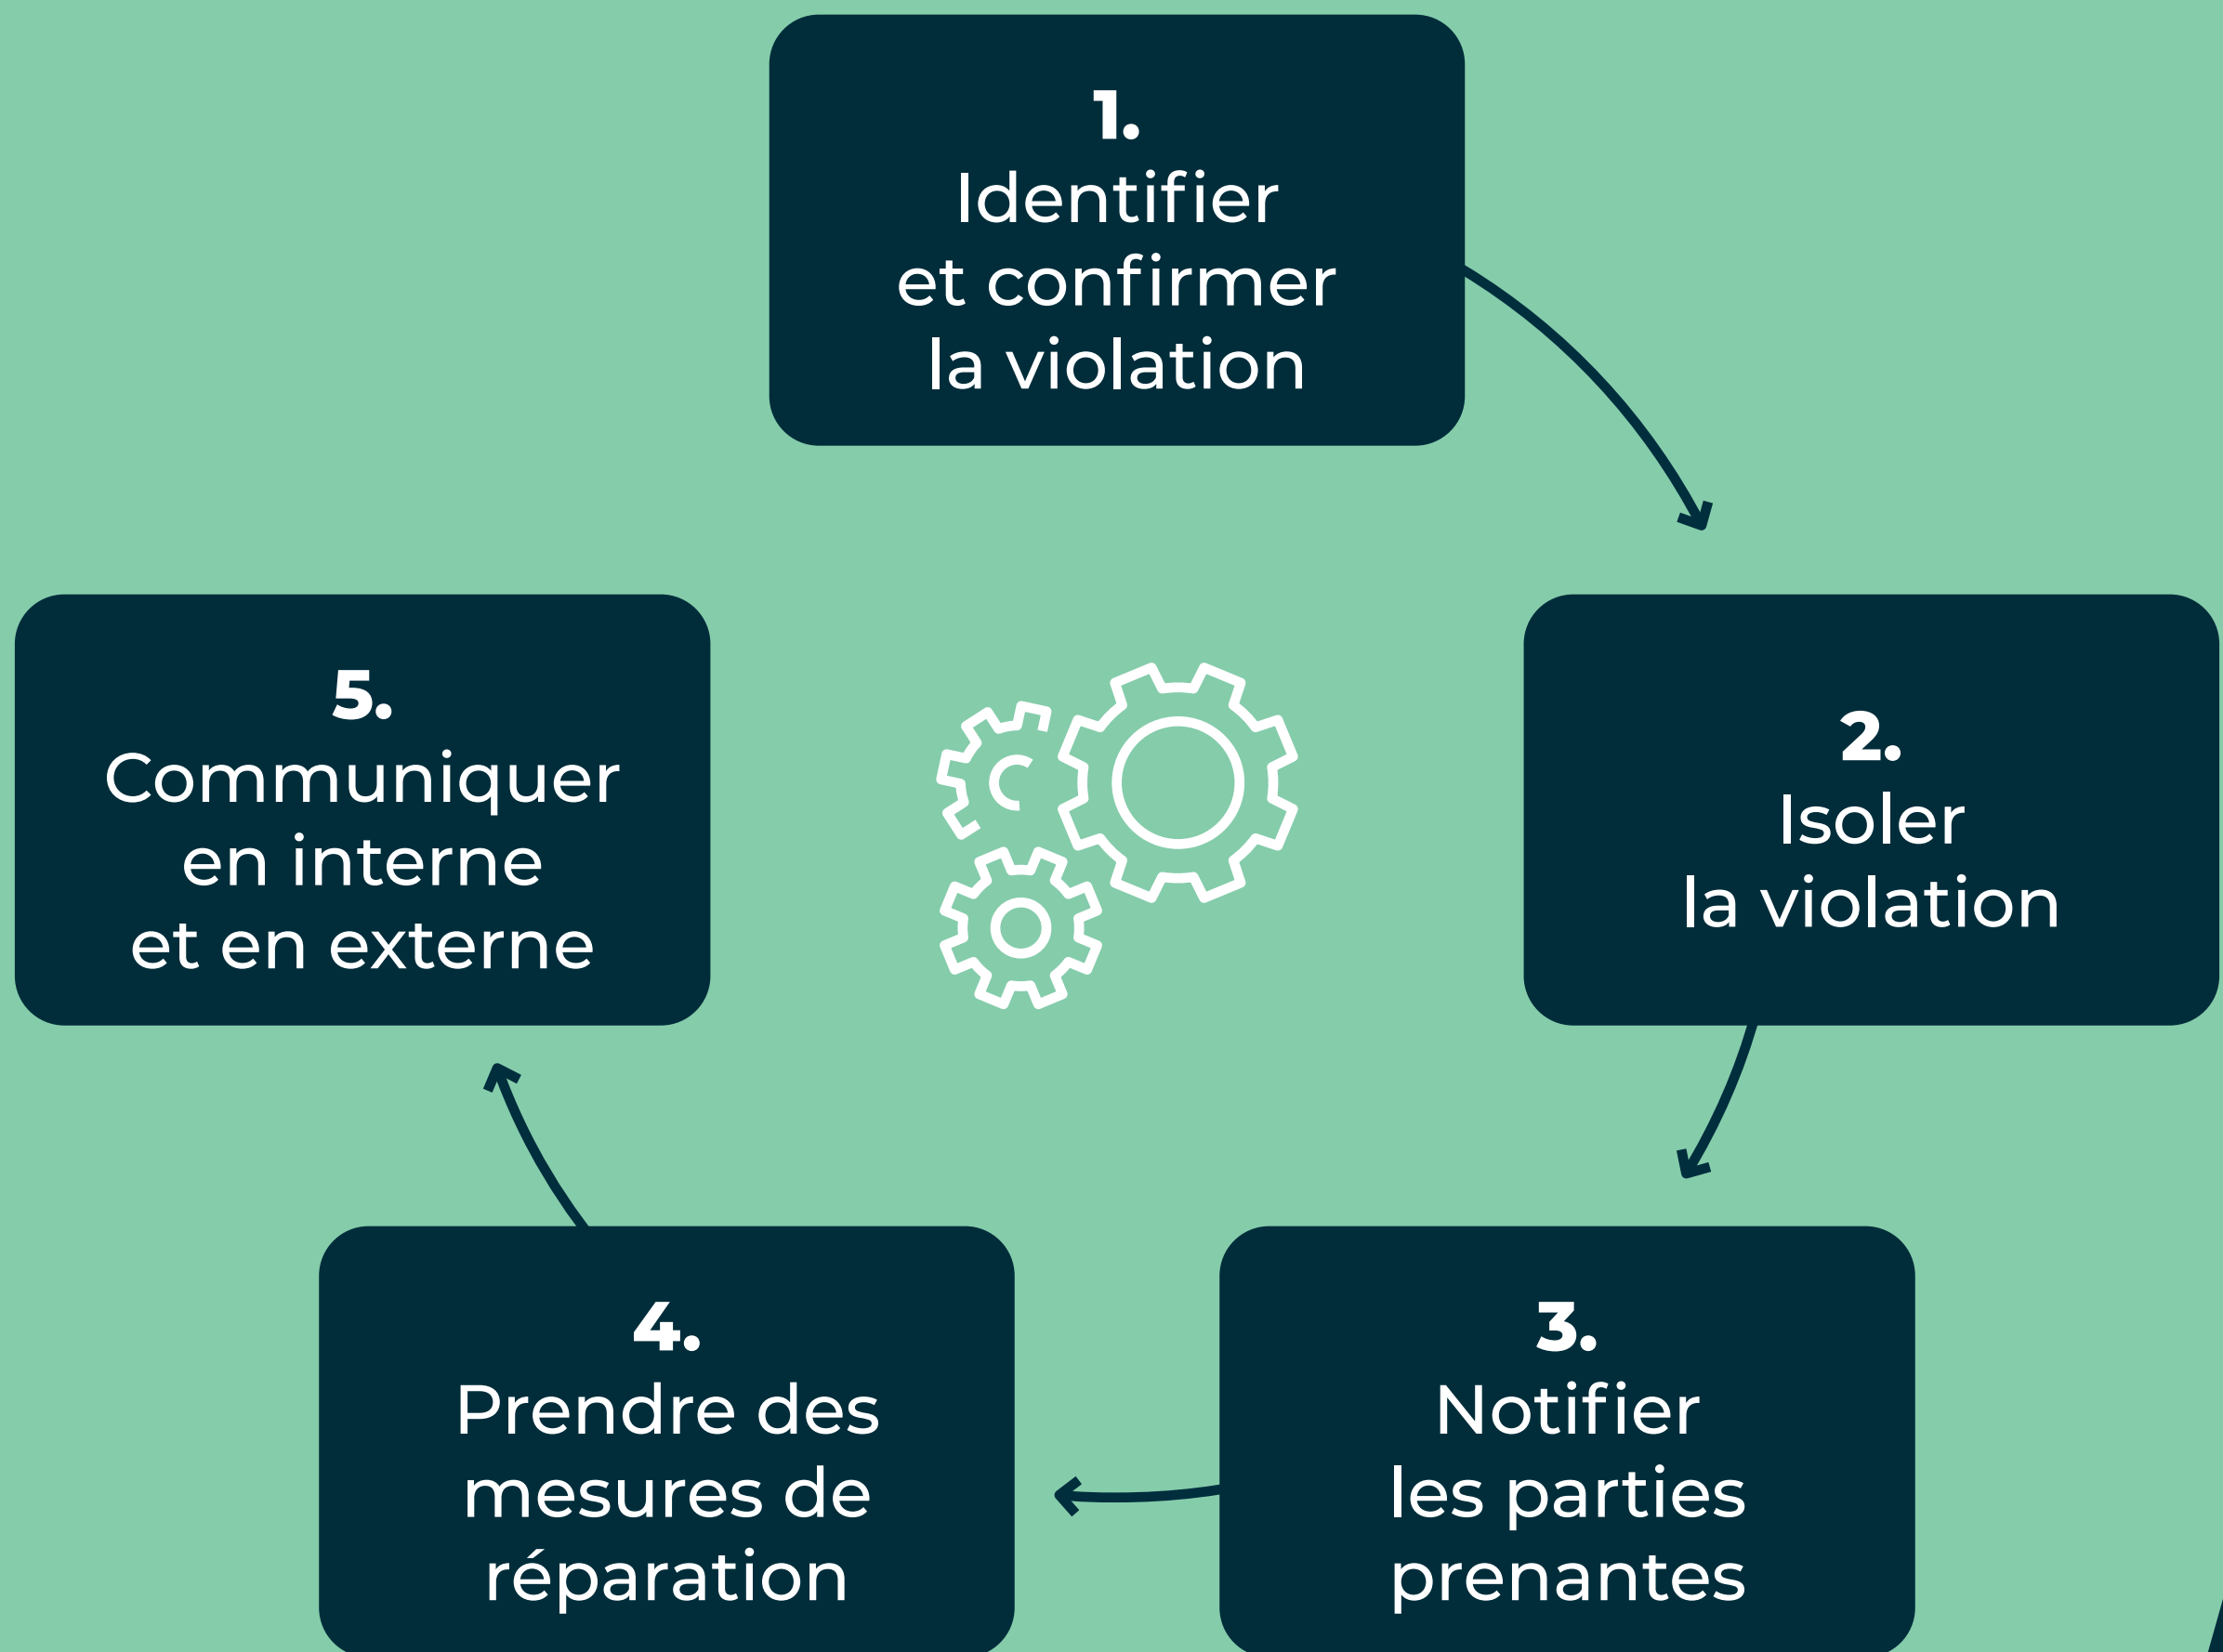 1.
Identifier
et confirmer
la violation
2.
Isoler
la violation
3.
Notifier
les parties
prenantes
4.
Prendre des
mesures de
réparation
5.
Communiquer
en interne
et en externe